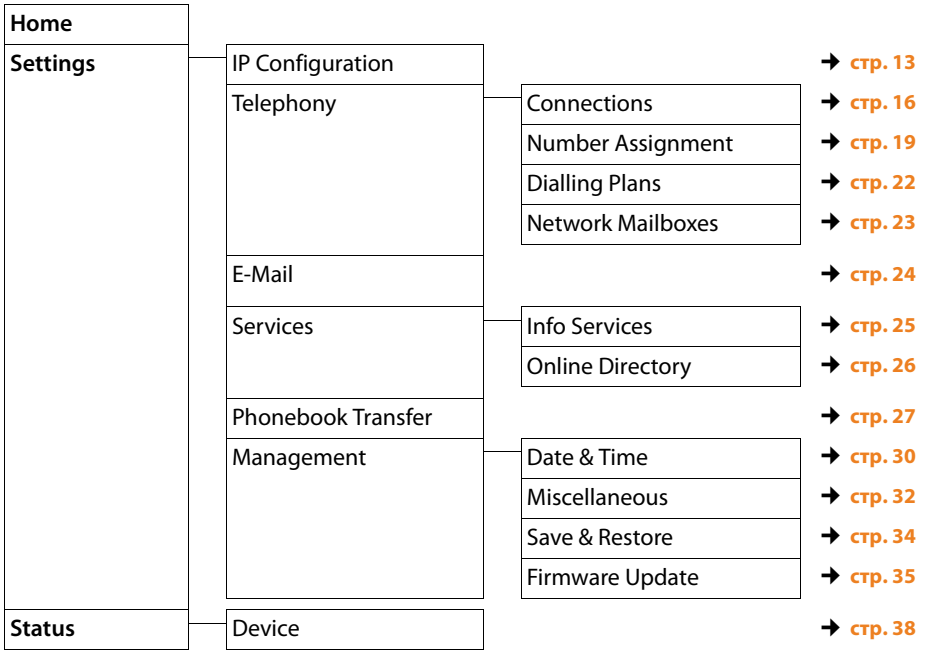 Home
Settings IP Configuration → стр. 13
Telephony Connections → стр. 16
Number Assignment → стр. 19
Dialling Plans → стр. 22
Network Mailboxes → стр. 23
E-Mail → стр. 24
Services Info Services → стр. 25
Online Directory → стр. 26
Phonebook Transfer → стр. 27
Management Date & Time → стр. 30
Miscellaneous → стр. 32
Save & Restore → стр. 34
Firmware Update → стр. 35
Status Device → стр. 38